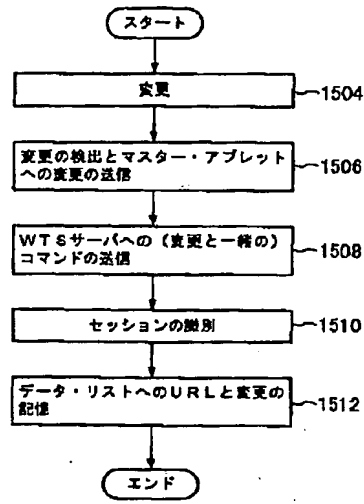 スタート
変更
1504
変更の検出とマスター・アプレット
への変更の送信
1506
WTSサーバへの(変更と一緒の)
コマンドの送信
1508
セッションの識別
1510
データ・リストへのURLと変更の
記憶
1512
エンド